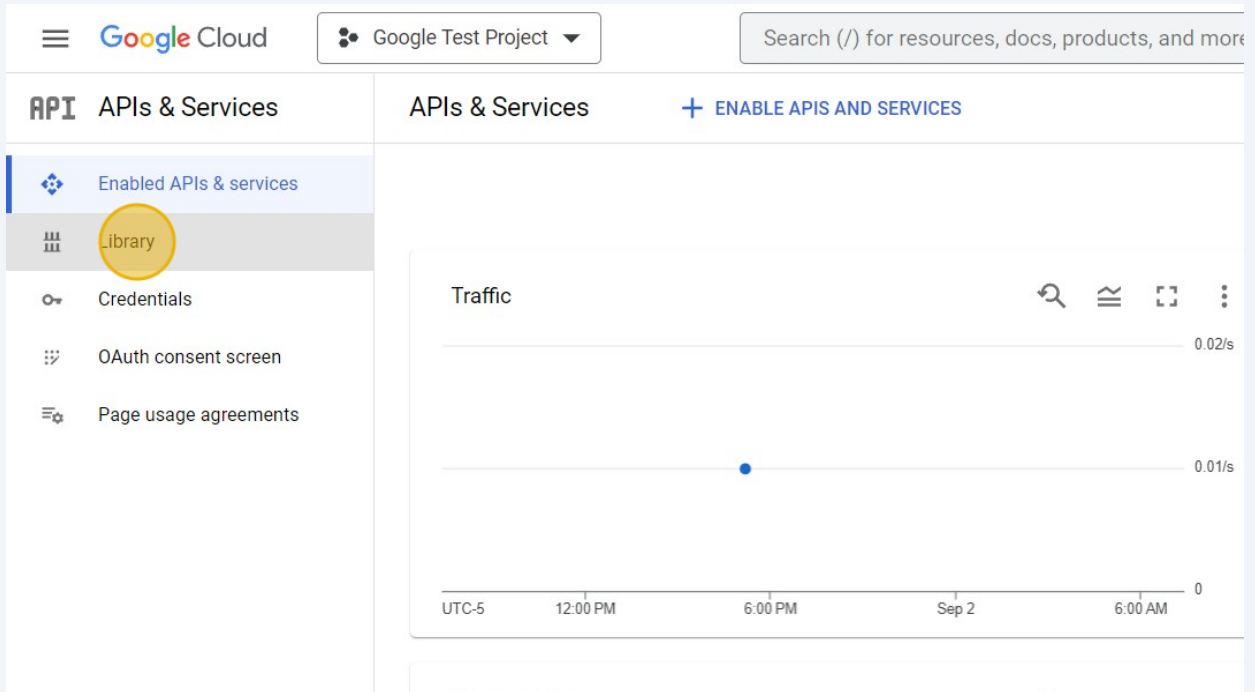 Google Cloud
Google Test Project
Search (/) for resources, docs, products, and more
API
APIs & Services
APIs & Services
ENABLE APIS AND SERVICES
Enabled APIs & services
Library
Credentials
OAuth consent screen
Page usage agreements
Traffic
0.02/s
0.01/s
0
UTC-5
12:00 PM
6:00 PM
Sep 2
6:00 AM